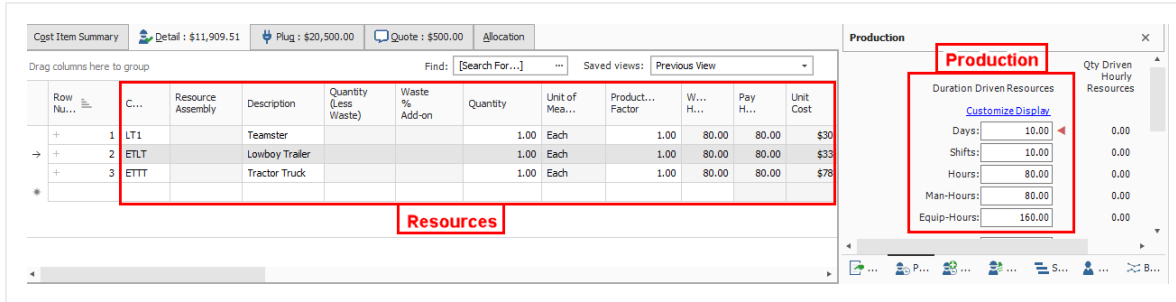 Cost Item Summary Detail : $11,909.51 Plug : $20,500.00 Quote : $500.00 Allocation
Drag columns here to group Find: [Search For...] ... Saved views: Previous View
Row Nu... C... Resource Assembly Description Quantity (Less Waste) Waste % Add-on Quantity Unit of Mea... Product... Factor W... H... Pay H... Unit Cost
1 LT1 Teamster 1.00 Each 1.00 80.00 80.00 $30
2 ETLT Lowboy Trailer 1.00 Each 1.00 80.00 80.00 $33
3 ETTT Tractor Truck 1.00 Each 1.00 80.00 80.00 $78
Resources
Production
Production
Qty Driven Hourly Resources
Duration Driven Resources
Customize Display
Days: 10.00 0.00
Shifts: 10.00 0.00
Hours: 80.00 0.00
Man-Hours: 80.00 0.00
Equip-Hours: 160.00 0.00
... P... ... ... S... ... B...